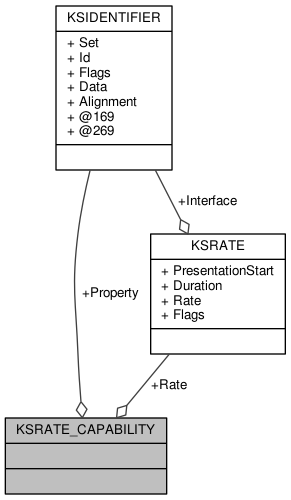 KSIDENTIFIER
+ Set
+ Id
+ Flags
+ Data
+ Alignment
+ @169
+ @269
+Interface
KSRATE
+ PresentationStart
+ Duration
+ Rate
+ Flags
+Property
+Rate
KSRATE_CAPABILITY